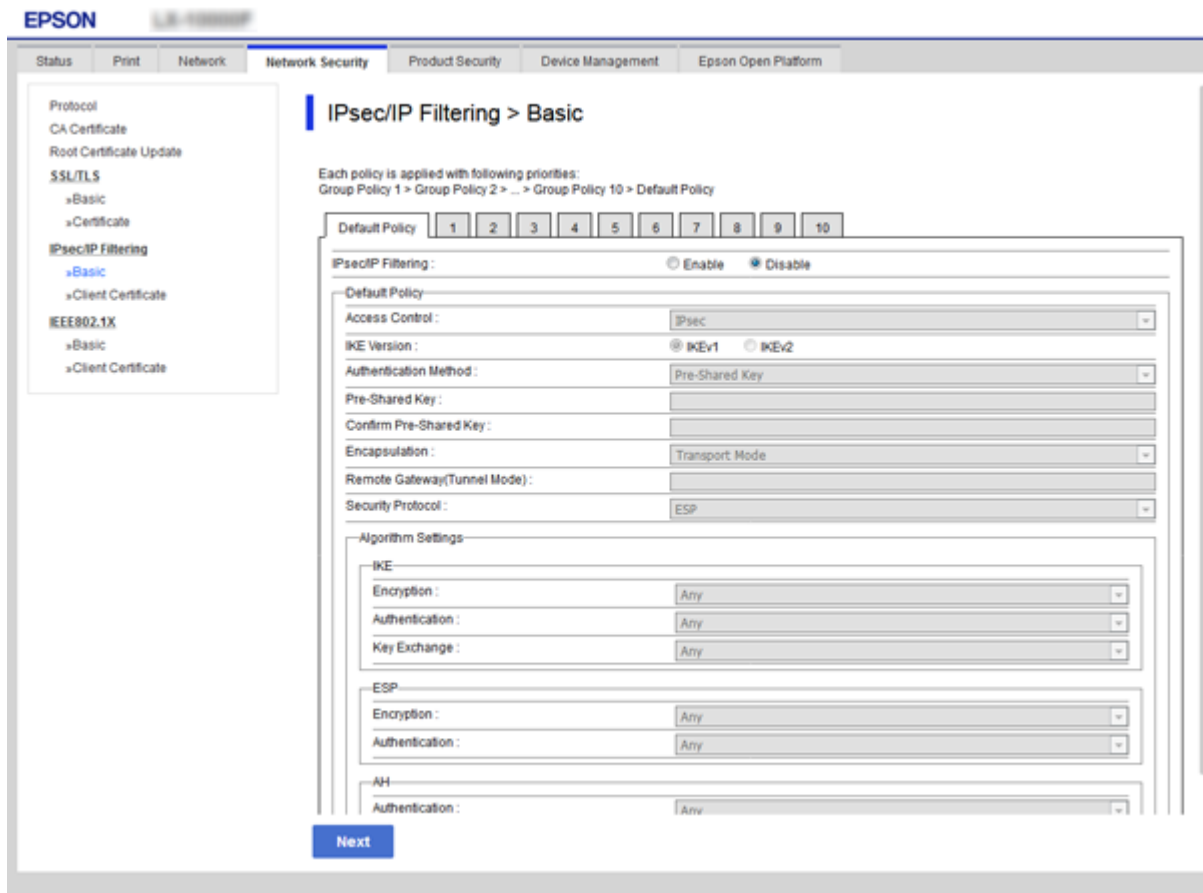 EPSON
Status Print Network Network Security Product Security Device Management Epson Open Platform
Protocol
CA Certificate
Root Certificate Update
SSL/TLS
»Basic
»Certificate
IPsec/IP Filtering
»Basic
»Client Certificate
IEEE802.1X
»Basic
»Client Certificate
IPsec/IP Filtering > Basic
Each policy is applied with following priorities:
Group Policy 1 > Group Policy 2 > ... > Group Policy 10 > Default Policy
Default Policy 1 2 3 4 5 6 7 8 9 10
IPsec/IP Filtering : Enable Disable
Default Policy
Access Control : IPsec
IKE Version : IKEv1 IKEv2
Authentication Method : Pre-Shared Key
Pre-Shared Key :
Confirm Pre-Shared Key :
Encapsulation : Transport Mode
Remote Gateway(Tunnel Mode) :
Security Protocol : ESP
Algorithm Settings
IKE
Encryption : Any
Authentication : Any
Key Exchange : Any
ESP
Encryption : Any
Authentication : Any
AH
Authentication : Any
Next